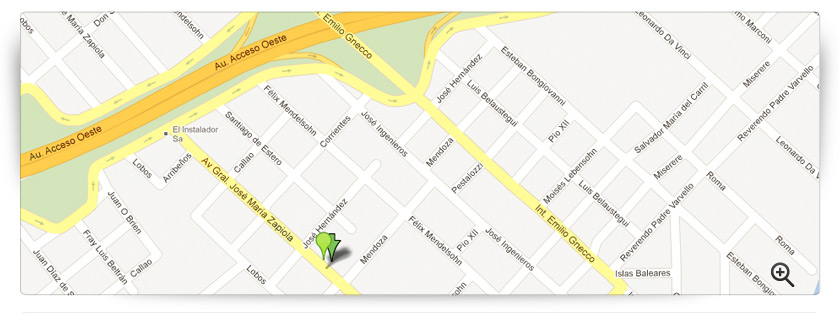 José Maria Zapiola
Don
Félix Mendelsohn
Int. Emilio Gnecco
Au. Acceso Oeste
Leonardo Da Vinci
Marconi
Miserere
Reverendo Padre Varvello
José Hernández
Esteban Bongiovanni
Luis Belaustegui
Félix Mendelsohn
El Instalador
Sa
Santiago de Estero
Corrientes
José Ingenieros
Pío XII
Salvador María del Carril
Au. Acceso Oeste
Lobos
Arribeños
Callao
Mendoza
Pestalozzi
Moisés Lebensohn
Leonardo Da
Av Gral José María Zapiola
Luis Belaustegui
Miserere
Roma
Juan O Brien
José Hernández
Int. Emilio Gnecco
Reverendo Padre Varvello
Fray Luis Beltrán
Mendoza
Félix Mendelsohn
Pío XII
José Ingenieros
Roma
Juan Díaz de
Callao
Lobos
Islas Baleares
Esteban Bongio